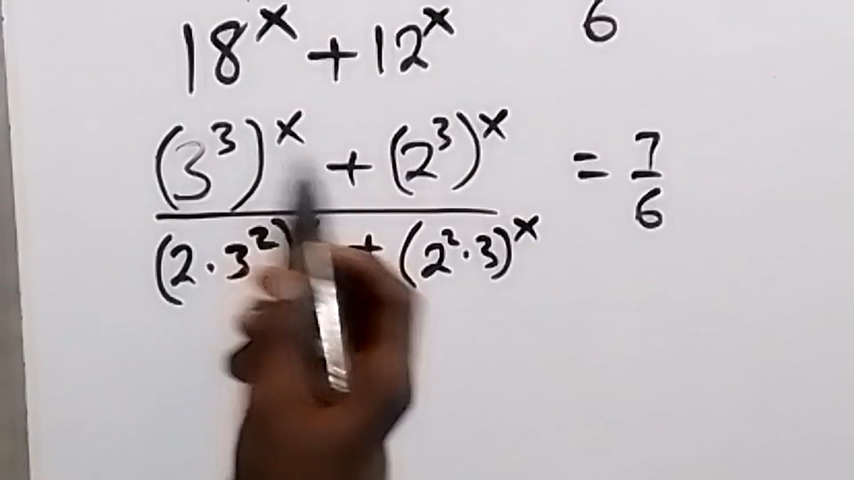 18^x + 12^x 6
(3^3)^x + (2^3)^x = 7/6
(2·3^2) + (2^2·3)^x